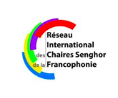 Réseau
International
des Chaires Senghor
de la Francophonie